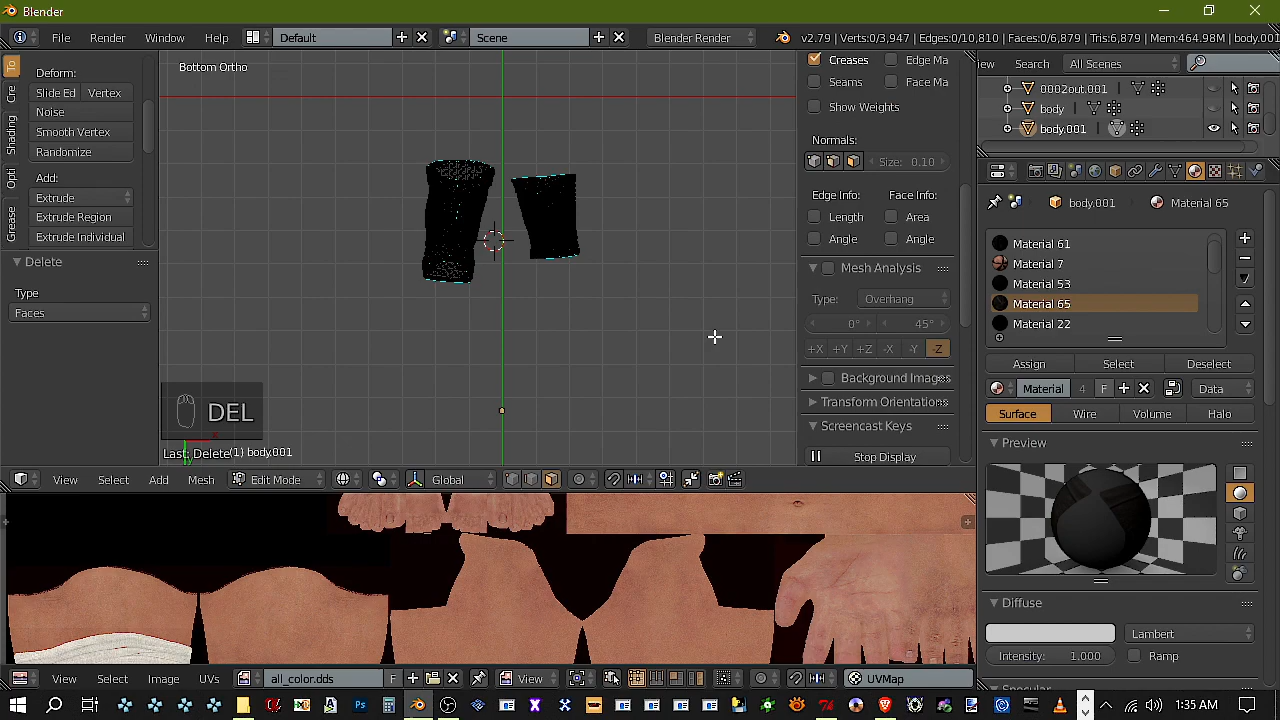 Blender
File Render Window Help Default Scene Blender Render v2.79 | Verts:0/3,947 | Edges:0/10,810 | Faces:0/6,879 | Tris:6,879 | Mem:464.98M | body.001
To
Cre
Shading
Opti
Grease
Deform:
Slide Ed Vertex
Noise
Smooth Vertex
Randomize
Add:
Extrude
Extrude Region
Extrude Individual
Delete
Type
Faces
Bottom Ortho
DEL
Last: Delete
(1) body.001
Creases Edge Ma
Seams Face Ma
Show Weights
Normals:
Size: 0.10
Edge Info: Face Info:
Length Area
Angle Angle
Mesh Analysis
Type: Overhang
0° 45°
+X +Y +Z -X -Y -Z
Background Images
Transform Orientations
Screencast Keys
Stop Display
iew Search All Scenes
0002out.001
body
body.001
body.001 Material 65
Material 61
Material 7
Material 53
Material 65
Material 22
Assign Select Deselect
Material 4 F Data
Surface Wire Volume Halo
Preview
Diffuse
Lambert
Intensity: 1.000 Ramp
Specular
View Select Add Mesh Edit Mode Global
View Select Image UVs all_color.dds F View UVMap
1:35 AM